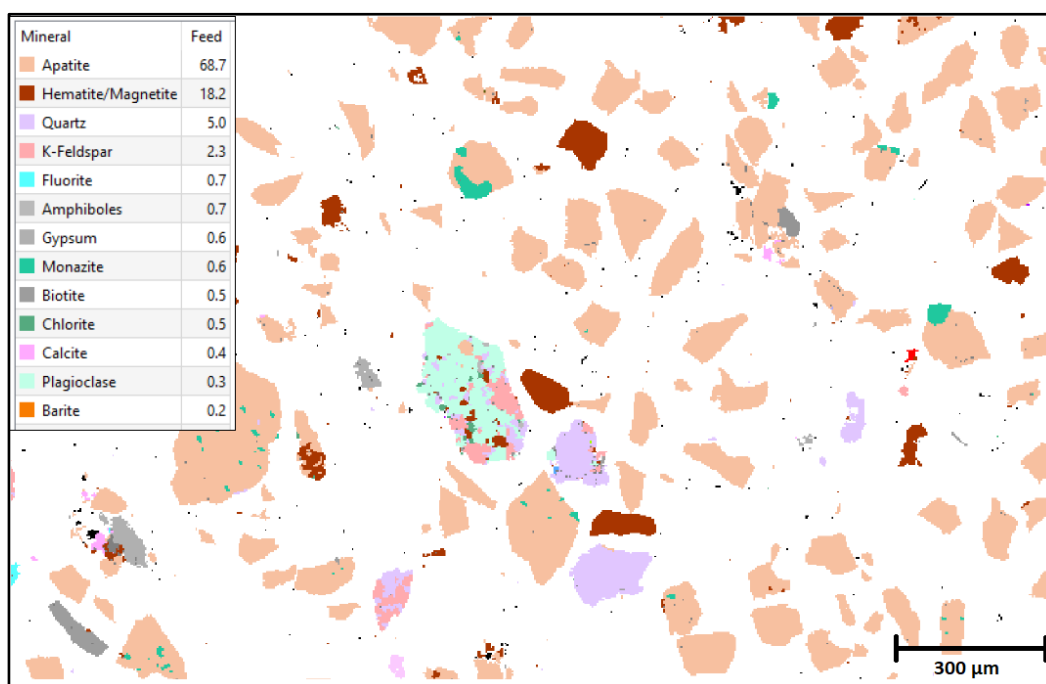 Mineral Feed
Apatite 68.7
Hematite/Magnetite 18.2
Quartz 5.0
K-Feldspar 2.3
Fluorite 0.7
Amphiboles 0.7
Gypsum 0.6
Monazite 0.6
Biotite 0.5
Chlorite 0.5
Calcite 0.4
Plagioclase 0.3
Barite 0.2
300 µm